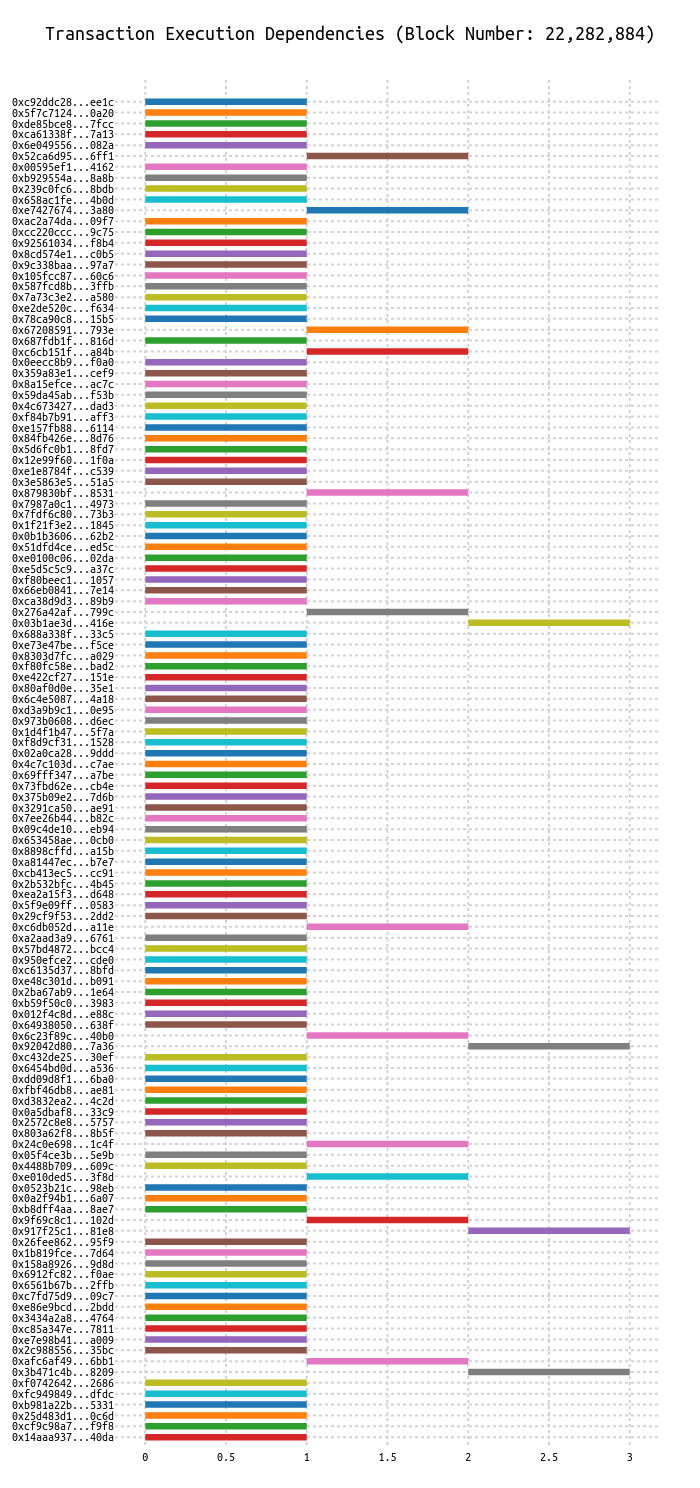 Transaction Execution Dependencies (Block Number: 22,282,884)
0xc92ddc28...ee1c
0x5f7c7124...0a20
0xde85bce8...7fcc
0xca61338f...7a13
0x6e049556...082a
0x52ca6d95...6ff1
0x00595ef1...4162
0xb929554a...8a8b
0x239c0fc6...8bdb
0x658ac1fe...4b0d
0xe7427674...3a80
0xac2a74da...09f7
0xcc220ccc...9c75
0x92561034...f8b4
0x8cd574e1...c0b5
0x9c338baa...97a7
0x105fcc87...60c6
0x587fcd8b...3ffb
0x7a73c3e2...a580
0xe2de520c...f634
0x78ca90c8...15b5
0x67208591...793e
0x687fdb1f...816d
0xc6cb151f...a84b
0x0eecc8b9...f0a0
0x359a83e1...cef9
0x8a15efce...ac7c
0x59da45ab...f53b
0x4c673427...dad3
0xf84b7b91...aff3
0xe157fb88...6114
0x84fb426e...8d76
0x5d6fc0b1...8fd7
0x12e99f60...1f0a
0xe1e8784f...c539
0x3e5863e5...51a5
0x879830bf...8531
0x7987a0c1...4973
0x7fdf6c80...73b3
0x1f21f3e2...1845
0x0b1b3606...62b2
0x51dfd4ce...ed5c
0xe0100c06...02da
0xe5d5c5c9...a37c
0xf80beec1...1057
0x66eb0841...7e14
0xca38d9d3...89b9
0x276a42af...799c
0x03b1ae3d...416e
0x688a338f...33c5
0xe73e47be...f5ce
0x8303d7fc...a029
0xf80fc58e...bad2
0xe422cf27...151e
0x80af0d0e...35e1
0x6c4e5087...4a18
0xd3a9b9c1...0e95
0x973b0608...d6ec
0x1d4f1b47...5f7a
0xf8d9cf31...1528
0x02a0ca28...9ddd
0x4c7c103d...c7ae
0x69fff347...a7be
0x73fbd62e...cb4e
0x375b09e2...7d6b
0x3291ca50...ae91
0x7ee26b44...b82c
0x09c4de10...eb94
0x653458ae...0cb0
0x8898cffd...a15b
0xa81447ec...b7e7
0xcb413ec5...cc91
0x2b532bfc...4b45
0xea2a15f3...d648
0x5f9e09ff...0583
0x29cf9f53...2dd2
0xc6db052d...a11e
0xa2aad3a9...6761
0x57bd4872...bcc4
0x950efce2...cde0
0xc6135d37...8bfd
0xe48c301d...b091
0x2ba67ab9...1e64
0xb59f50c0...3983
0x012f4c8d...e88c
0x64938050...638f
0x6c23f89c...40b0
0x92042d80...7a36
0xc432de25...30ef
0x6454bd0d...a536
0xdd09d8f1...6ba0
0xfbf46db8...ae81
0xd3832ea2...4c2d
0x0a5dbaf8...33c9
0x2572c8e8...5757
0x803a62f8...8b5f
0x24c0e698...1c4f
0x05f4ce3b...5e9b
0x4488b709...609c
0xe010ded5...3f8d
0x0523b21c...98eb
0x0a2f94b1...6a07
0xb8dff4aa...8ae7
0x9f69c8c1...102d
0x917f25c1...81e8
0x26fee862...95f9
0x1b819fce...7d64
0x158a8926...9d8d
0x6912fc82...f0ae
0x6561b67b...2ffb
0xc7fd75d9...09c7
0xe86e9bcd...2bdd
0x3434a2a8...4764
0xc85a347e...7811
0xe7e98b41...a009
0x2c988556...35bc
0xafc6af49...6bb1
0x3b471c4b...8209
0xf0742642...2686
0xfc949849...dfdc
0xb981a22b...5331
0x25d483d1...0c6d
0xcf9c98a7...f9f8
0x14aaa937...40da
0 0.5 1 1.5 2 2.5 3